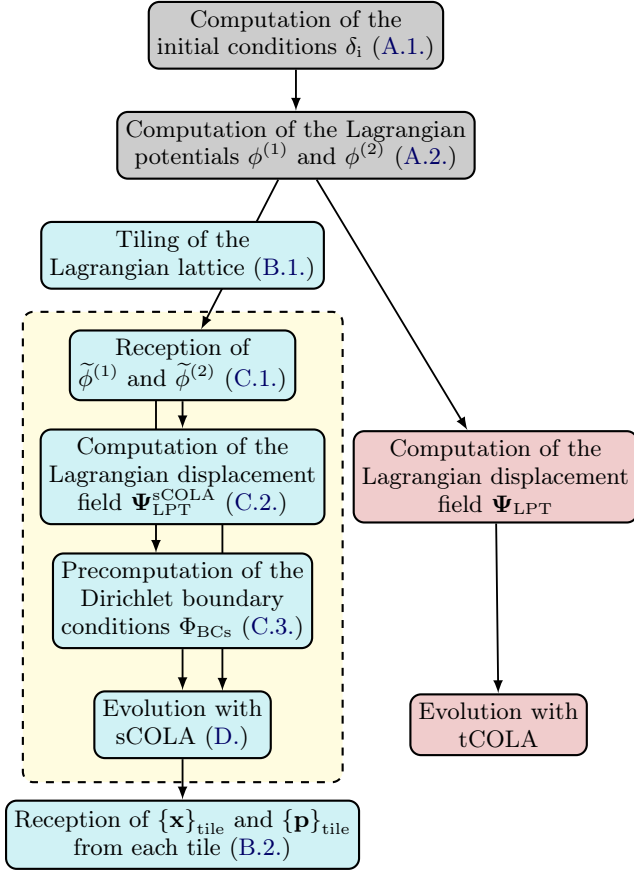 Computation of the
initial conditions δᵢ (A.1.)
Computation of the Lagrangian
potentials ϕ⁽¹⁾ and ϕ⁽²⁾ (A.2.)
Tiling of the
Lagrangian lattice (B.1.)
Reception of
ϕ̃⁽¹⁾ and ϕ̃⁽²⁾ (C.1.)
Computation of the
Lagrangian displacement
field Ψ_LPT^sCOLA (C.2.)
Precomputation of the
Dirichlet boundary
conditions Φ_BCs (C.3.)
Evolution with
sCOLA (D.)
Reception of {x}_tile and {p}_tile
from each tile (B.2.)
Computation of the
Lagrangian displacement
field Ψ_LPT
Evolution with
tCOLA